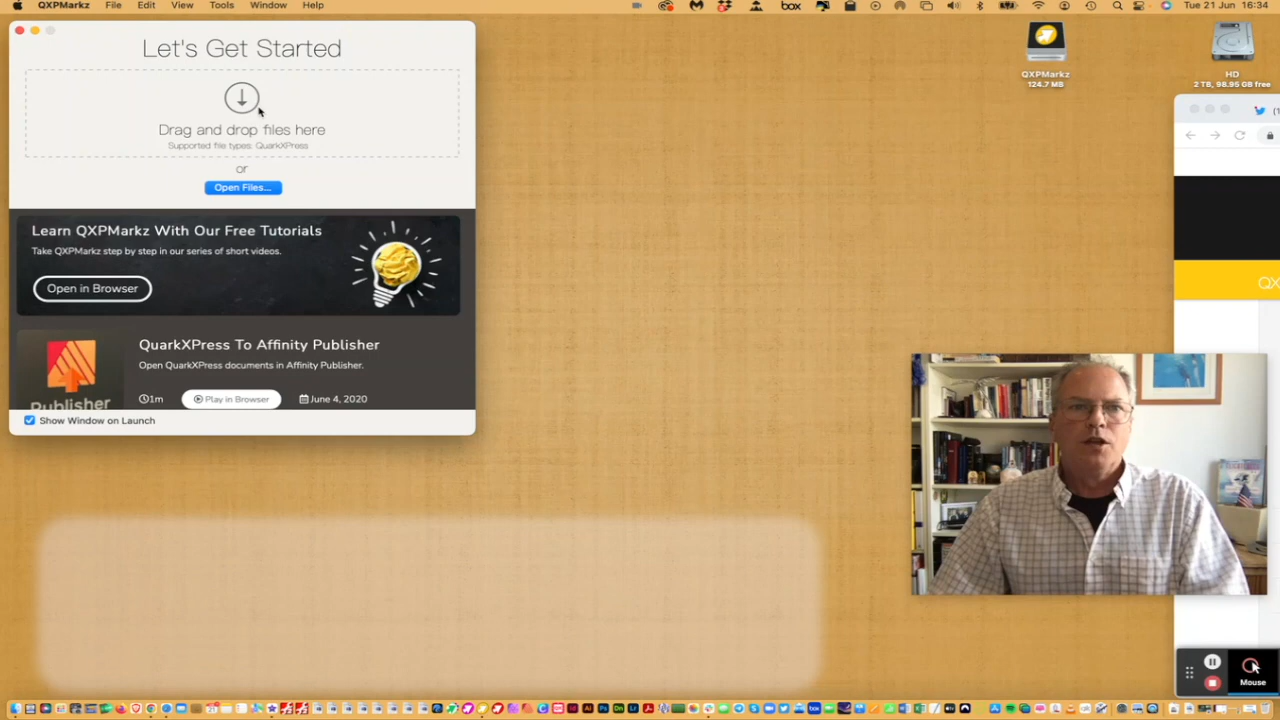 QXPMarkz File Edit View Tools Window Help
box
Tue 21 Jun 16:34
Let's Get Started
Drag and drop files here
Supported file types: QuarkXPress
or
Open Files...
Learn QXPMarkz With Our Free Tutorials
Take QXPMarkz step by step in our series of short videos.
Open in Browser
QuarkXPress To Affinity Publisher
Open QuarkXPress documents in Affinity Publisher.
Publisher
1m
Play in Browser
June 4, 2020
Show Window on Launch
QXPMarkz
124.7 MB
HD
2 TB, 98.95 GB free
QX
Mouse